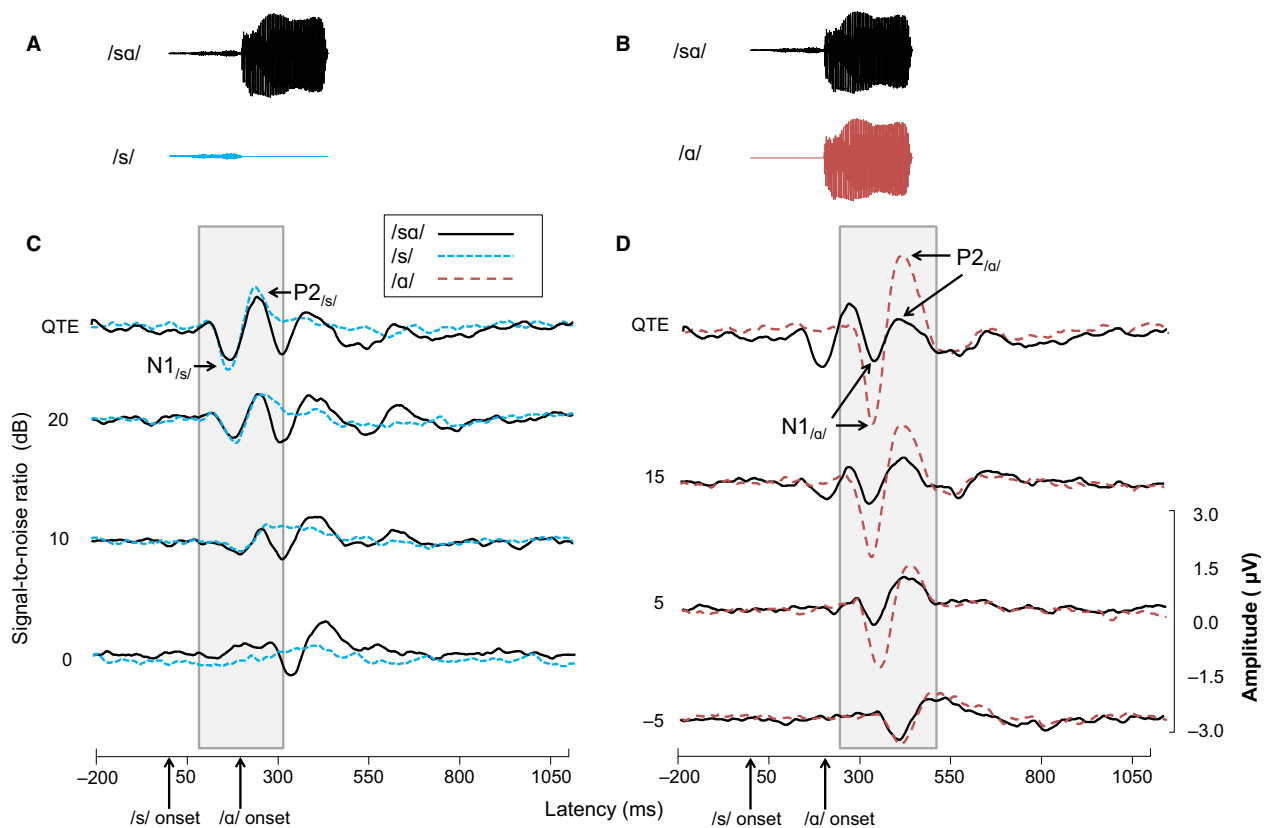 A
/sɑ/
/s/
B
/sɑ/
/ɑ/
C
/sɑ/
/s/
/ɑ/
P2/s/
N1/s/
QTE
20
10
0
Signal-to-noise ratio (dB)
D
P2/ɑ/
N1/ɑ/
QTE
15
5
–5
3.0
1.5
0.0
–1.5
–3.0
Amplitude ( µV)
–200 50 300 550 800 1050
/s/ onset /ɑ/ onset
–200 50 300 550 800 1050
/s/ onset /ɑ/ onset
Latency (ms)